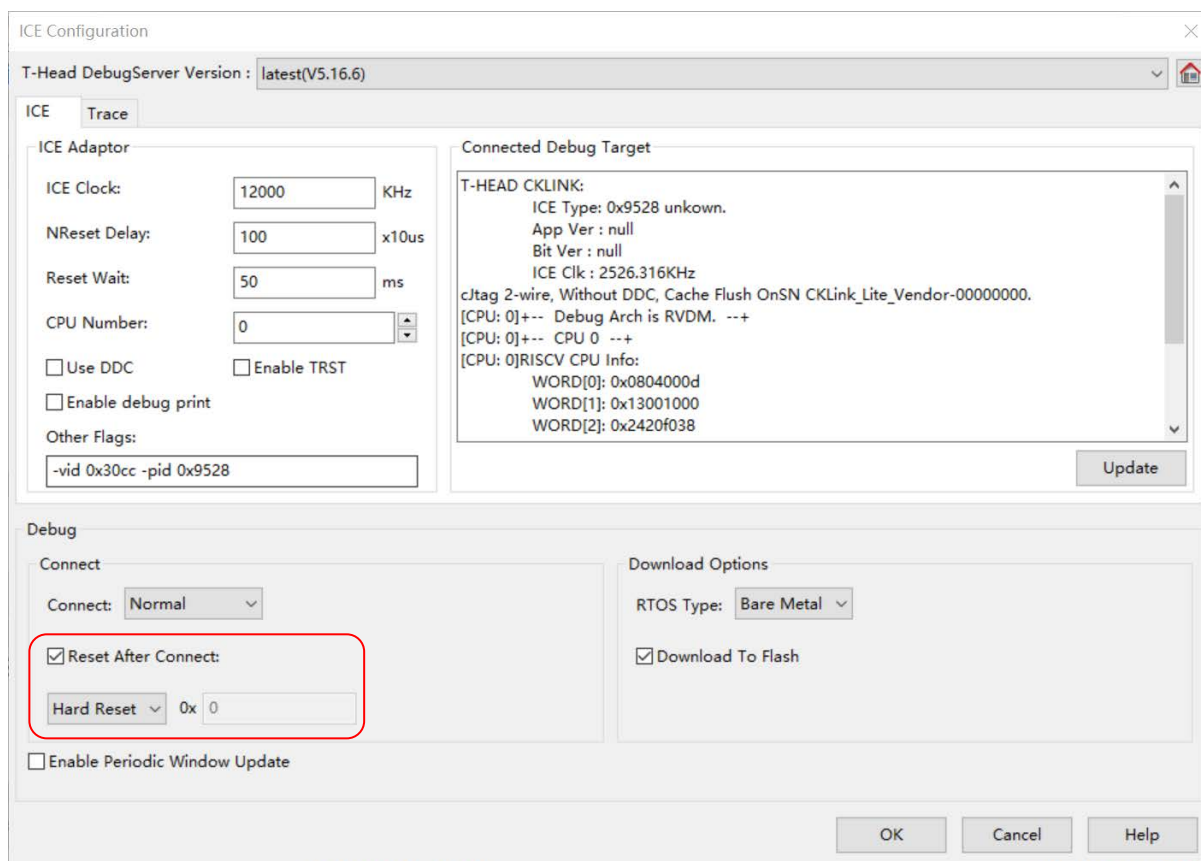 ICE Configuration
T-Head DebugServer Version : latest(V5.16.6)
ICE Trace
ICE Adaptor
ICE Clock: 12000 KHz
NReset Delay: 100 x10us
Reset Wait: 50 ms
CPU Number: 0
Use DDC Enable TRST
Enable debug print
Other Flags:
-vid 0x30cc -pid 0x9528
Connected Debug Target
T-HEAD CKLINK:
ICE Type: 0x9528 unkown.
App Ver : null
Bit Ver : null
ICE Clk : 2526.316KHz
cJtag 2-wire, Without DDC, Cache Flush OnSN CKLink_Lite_Vendor-00000000.
[CPU: 0]+-- Debug Arch is RVDM. --+
[CPU: 0]+-- CPU 0 --+
[CPU: 0]RISCV CPU Info:
WORD[0]: 0x0804000d
WORD[1]: 0x13001000
WORD[2]: 0x2420f038
Update
Debug
Connect
Connect: Normal
Reset After Connect:
Hard Reset 0x 0
Download Options
RTOS Type: Bare Metal
Download To Flash
Enable Periodic Window Update
OK Cancel Help